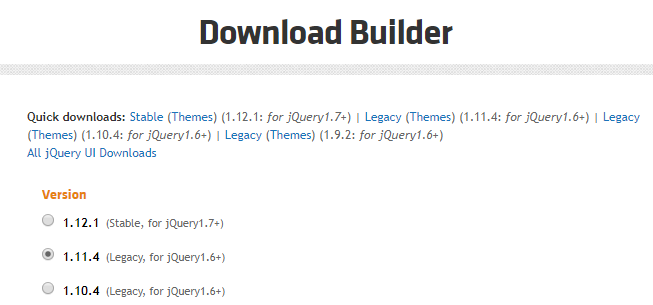 Download Builder
Quick downloads: Stable (Themes) (1.12.1: for jQuery1.7+) | Legacy (Themes) (1.11.4: for jQuery1.6+) | Legacy
(Themes) (1.10.4: for jQuery1.6+) | Legacy (Themes) (1.9.2: for jQuery1.6+)
All jQuery UI Downloads
Version
1.12.1 (Stable, for jQuery1.7+)
1.11.4 (Legacy, for jQuery1.6+)
1.10.4 (Legacy, for jQuery1.6+)